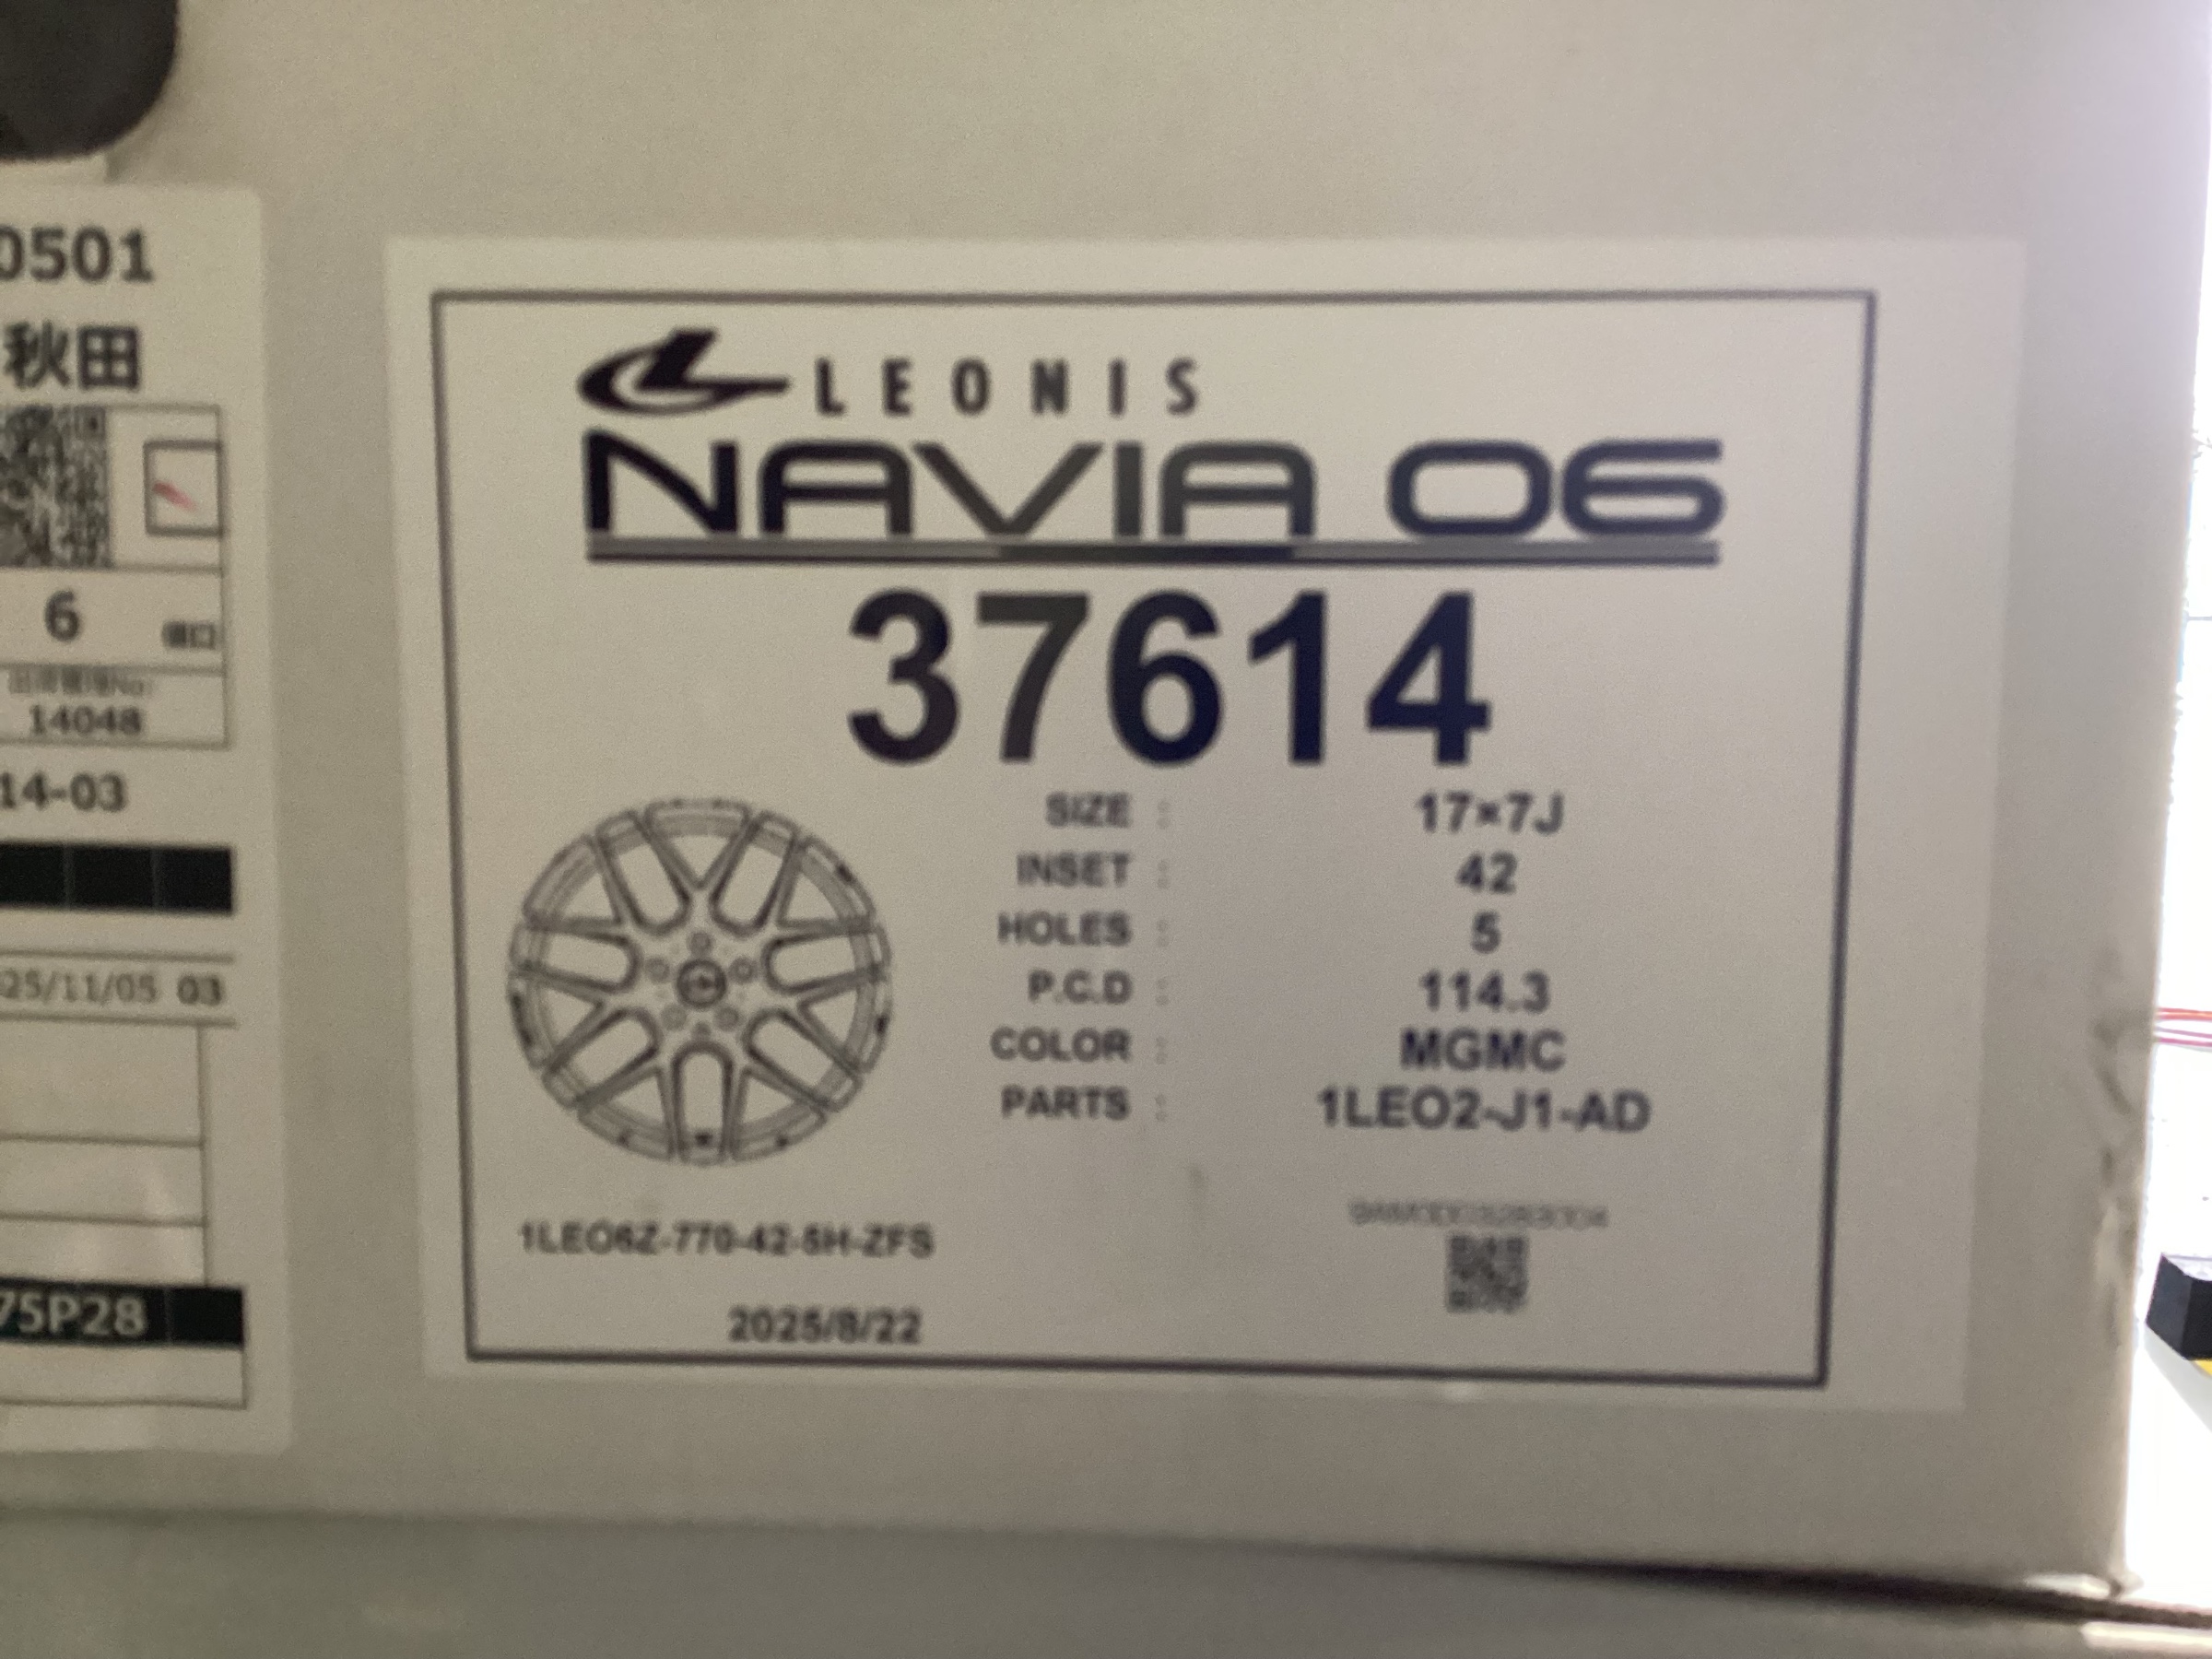 0501
秋田
6
個口
14048
14-03
25/11/05 03
75P28
LEONIS
NAVIA 06
37614
SIZE : 17×7J
INSET : 42
HOLES : 5
P.C.D : 114.3
COLOR : MGMC
PARTS : 1LEO2-J1-AD
1LEO6Z-770-42-5H-ZFS
2025/8/22